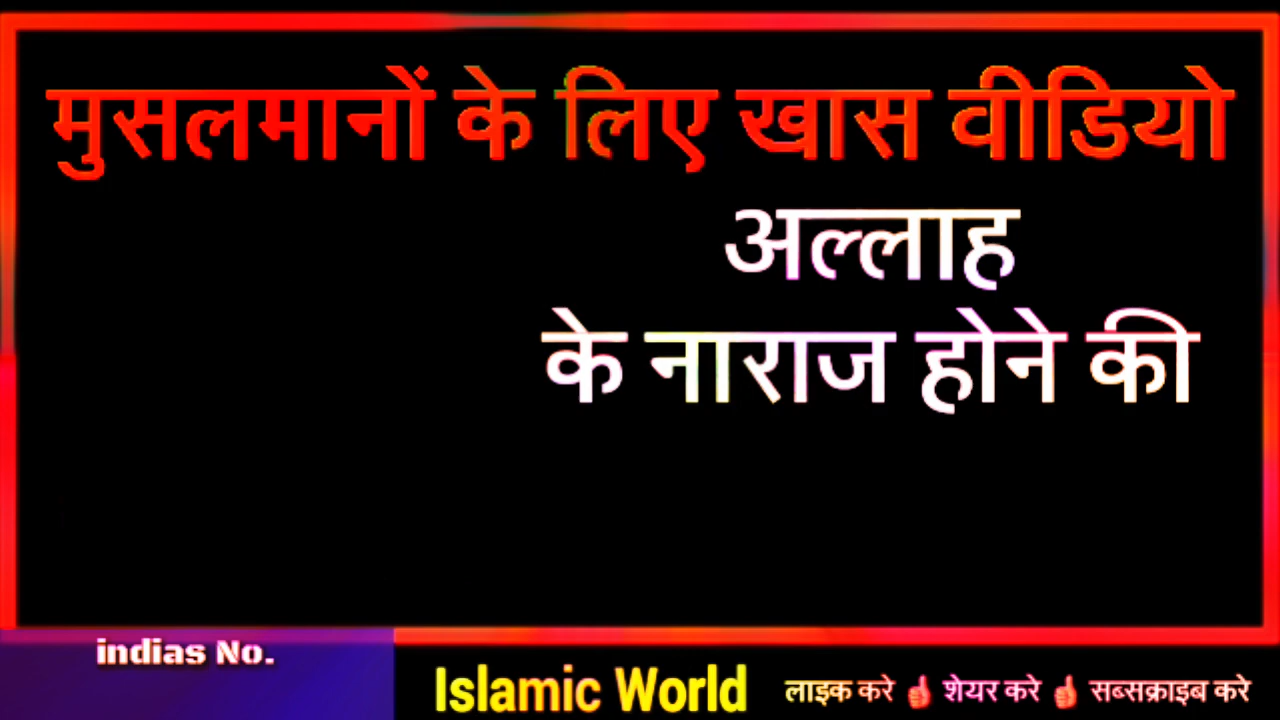 मुसलमानों के लिए खास वीडियो
अल्लाह
के नाराज होने की
indias No.
Islamic World
लाइक करे 👍 शेयर करे 👍 सब्सक्राइब करे